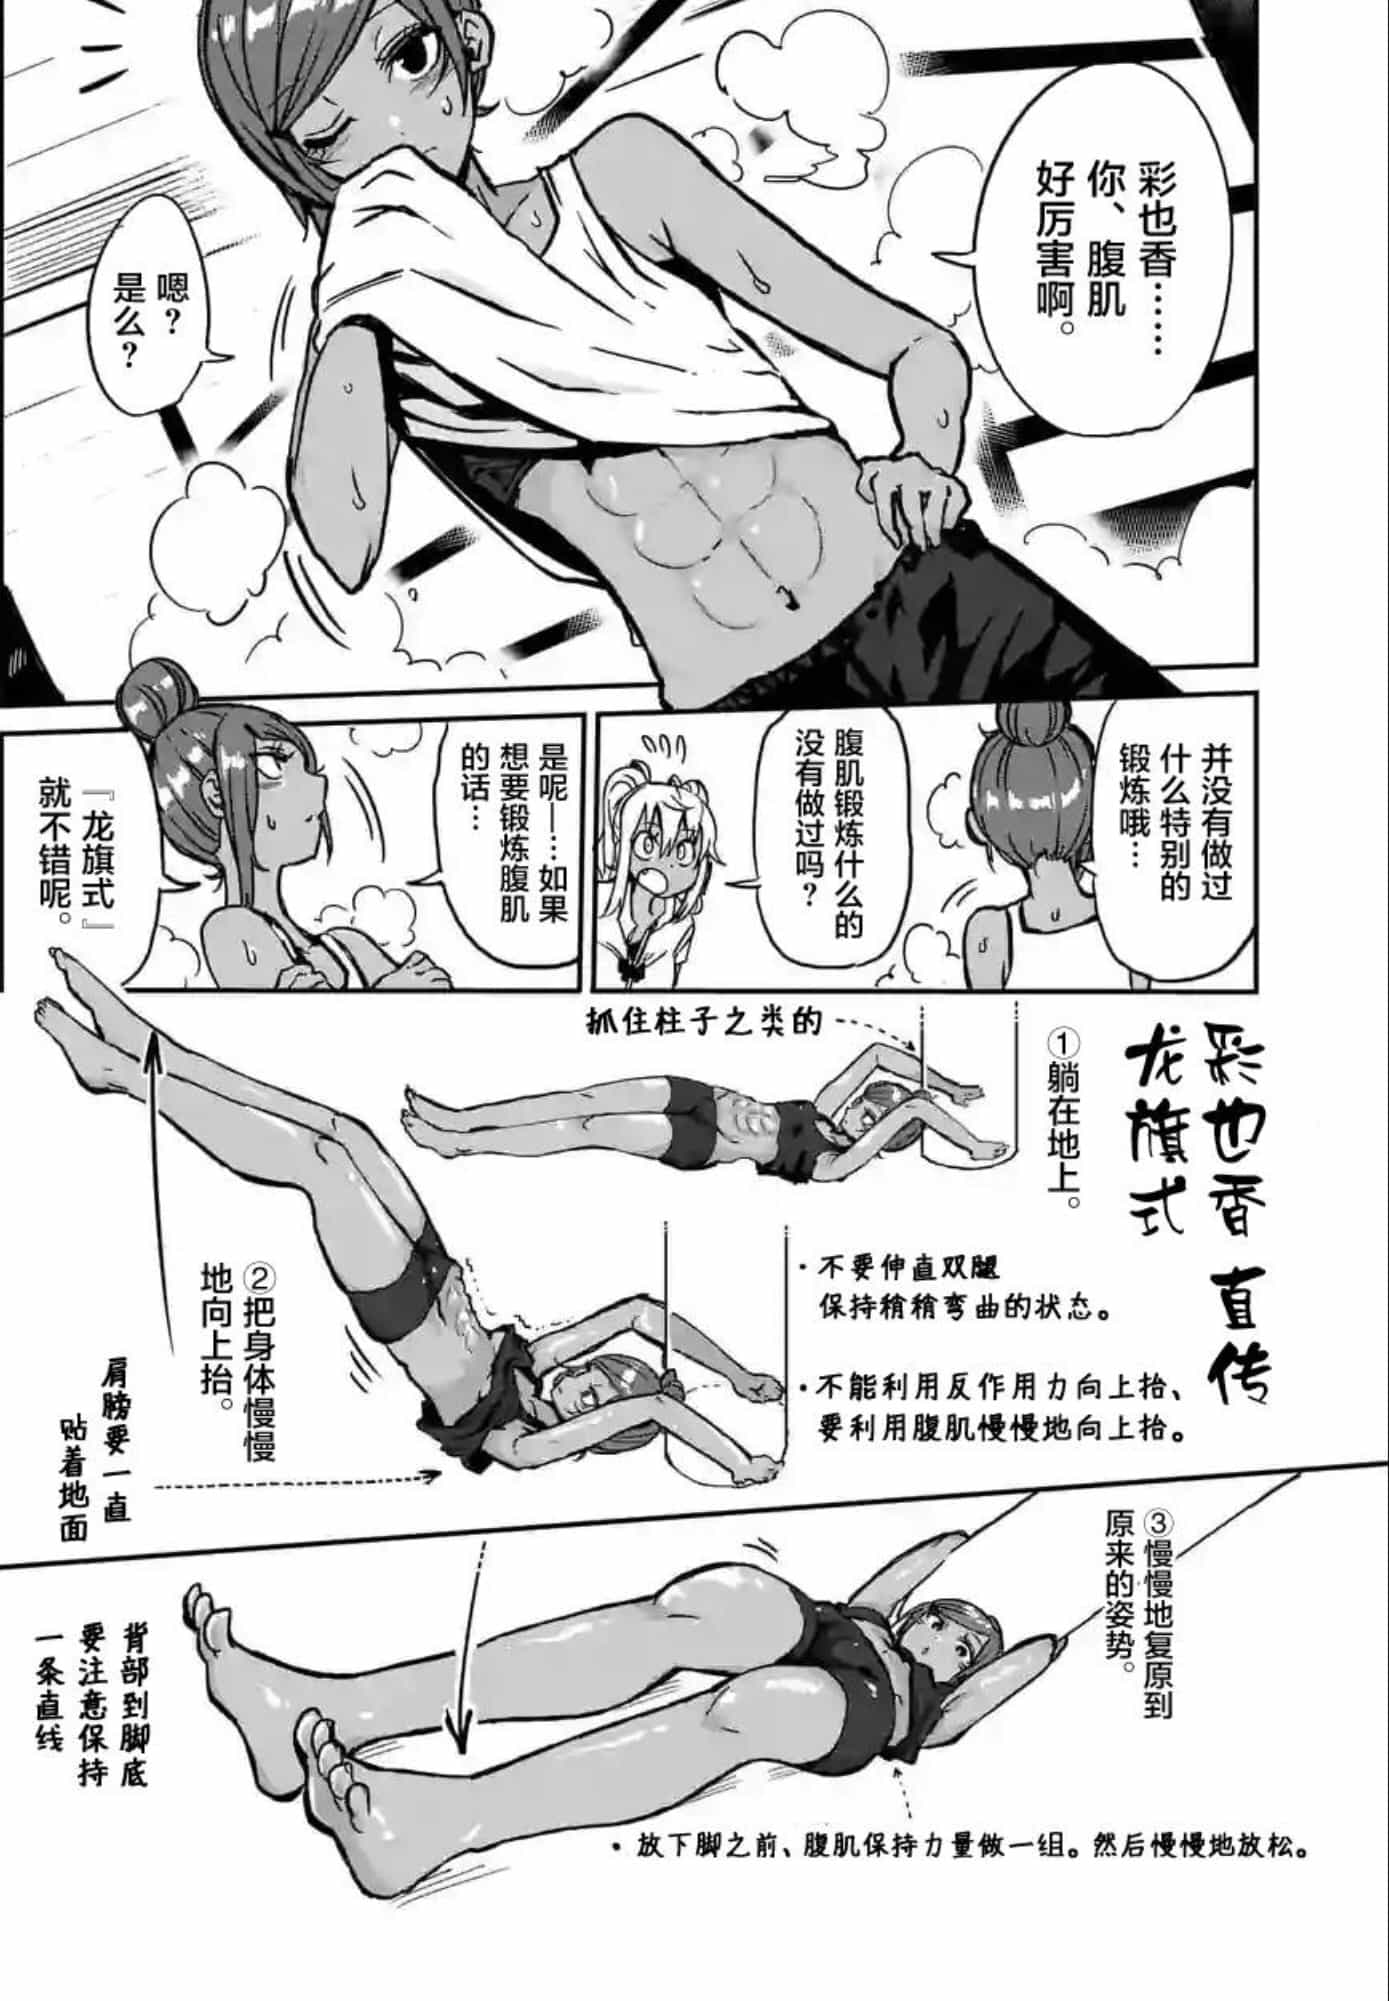 彩也香……
你、腹肌
好厉害啊。
嗯？
是么？
并没有做过
什么特别的
锻炼哦…
腹肌锻炼什么的
没有做过吗？
是呢—…如果
想要锻炼腹肌
的话…
『龙旗式』
就不错呢。
彩也香 直传
龙旗式
①躺在地上。
抓住柱子之类的
・不要伸直双腿
保持稍稍弯曲的状态。
・不能利用反作用力向上抬、
要利用腹肌慢慢地向上抬。
②把身体慢慢
地向上抬。
肩膀要一直
贴着地面
③慢慢地复原到
原来的姿势。
背部到脚底
要注意保持
一条直线
・放下脚之前、腹肌保持力量做一组。然后慢慢地放松。